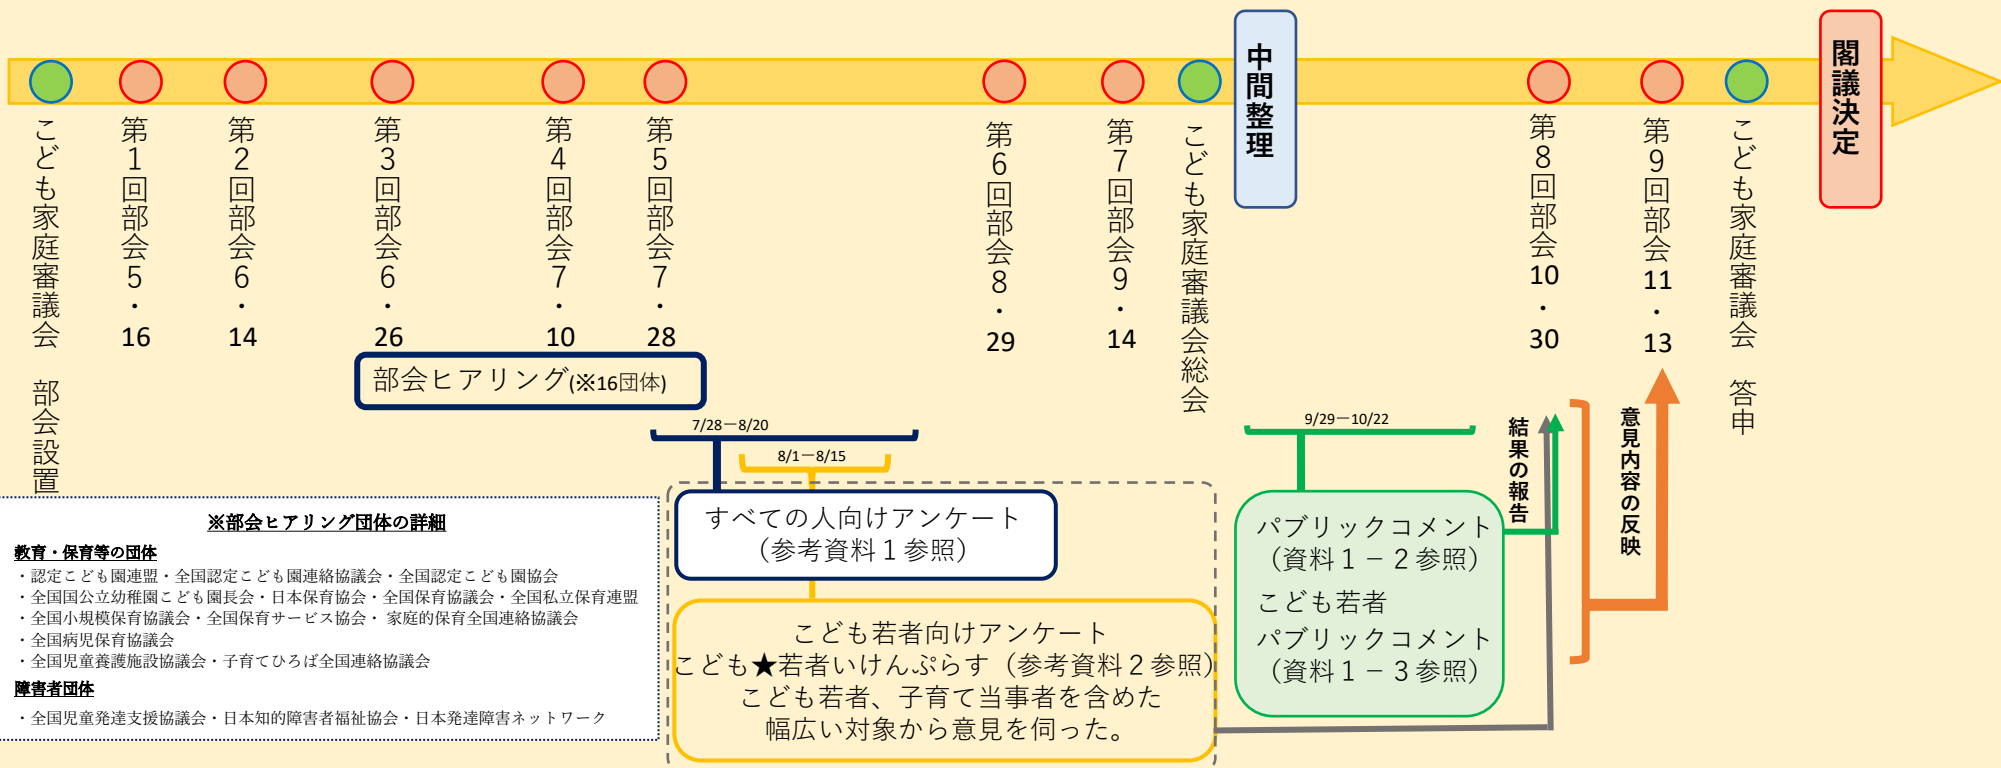 中間整理
閣議決定
こども家庭審議会　部会設置
第1回部会5・16
第2回部会6・14
第3回部会6・26
第4回部会7・10
第5回部会7・28
第6回部会8・29
第7回部会9・14
こども家庭審議会総会
第8回部会10・30
第9回部会11・13
こども家庭審議会　答申
部会ヒアリング(※16団体)
7/28－8/20
8/1－8/15
9/29－10/22
結果の報告
意見内容の反映
すべての人向けアンケート
（参考資料１参照）
こども若者向けアンケート
こども★若者いけんぷらす（参考資料２参照）
こども若者、子育て当事者を含めた
幅広い対象から意見を伺った。
パブリックコメント
（資料１－２参照）
こども若者
パブリックコメント
（資料１－３参照）
※部会ヒアリング団体の詳細
教育・保育等の団体
・認定こども園連盟・全国認定こども園連絡協議会・全国認定こども園協会
・全国国公立幼稚園こども園長会・日本保育協会・全国保育協議会・全国私立保育連盟
・全国小規模保育協議会・全国保育サービス協会・ 家庭的保育全国連絡協議会
・全国病児保育協議会
・全国児童養護施設協議会・子育てひろば全国連絡協議会
障害者団体
・全国児童発達支援協議会・日本知的障害者福祉協会・日本発達障害ネットワーク